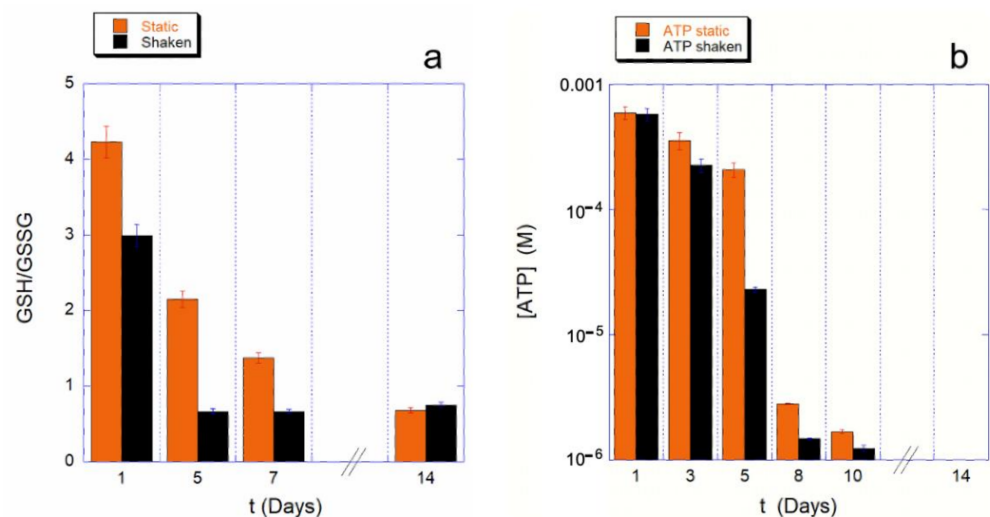 Static
Shaken
a
5
4
3
2
1
0
GSH/GSSG
1 5 7 // 14
t (Days)
ATP static
ATP shaken
b
0.001
10⁻⁴
10⁻⁵
10⁻⁶
[ATP] (M)
1 3 5 8 10 // 14
t (Days)